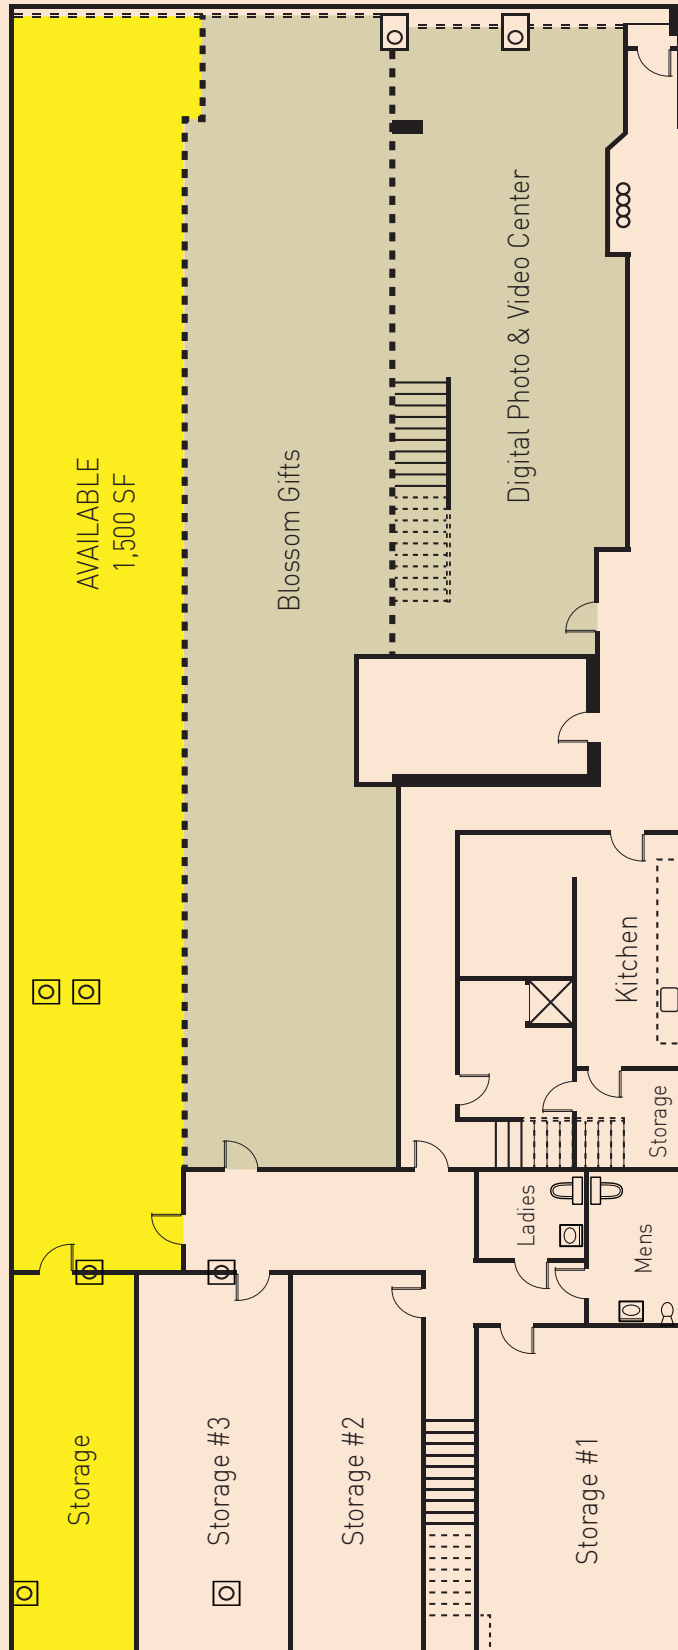 AVAILABLE
1,500 SF
Blossom Gifts
Digital Photo & Video Center
Kitchen
Storage
Ladies
Mens
Storage
Storage #3
Storage #2
Storage #1